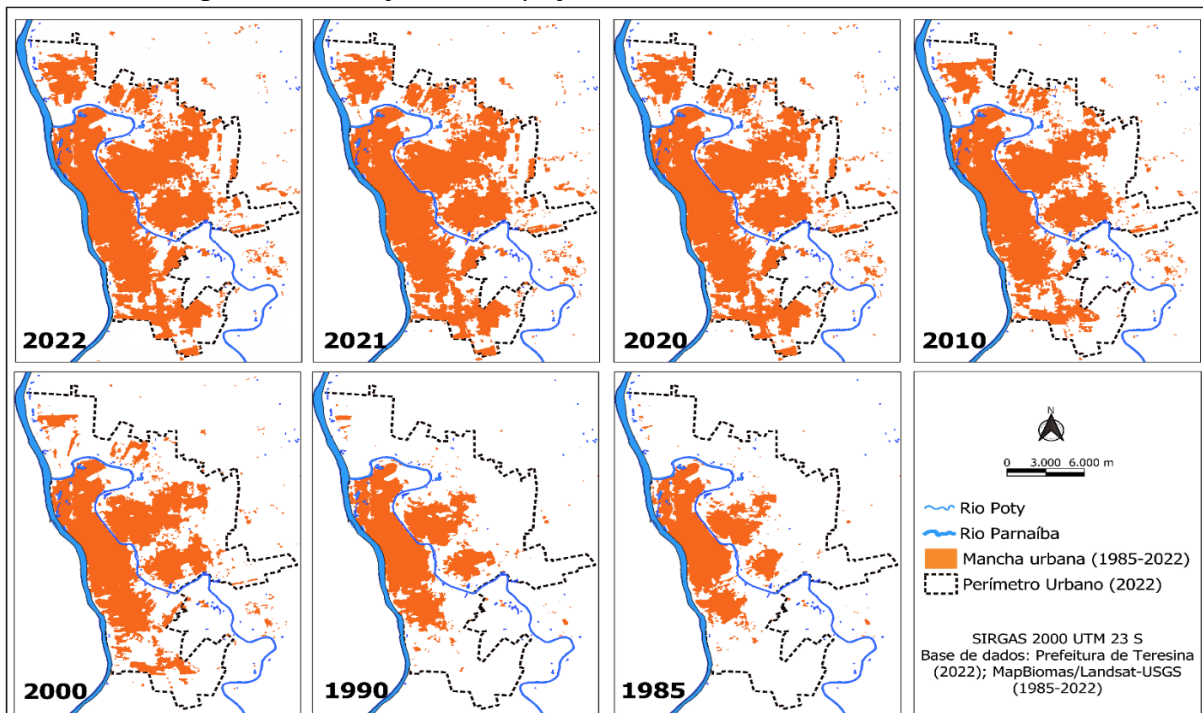 2022
2021
2020
2010
2000
1990
1985
N
0 3.000 6.000 m
Rio Poty
Rio Parnaíba
Mancha urbana (1985-2022)
Perímetro Urbano (2022)
SIRGAS 2000 UTM 23 S
Base de dados: Prefeitura de Teresina
(2022); MapBiomas/Landsat-USGS
(1985-2022)